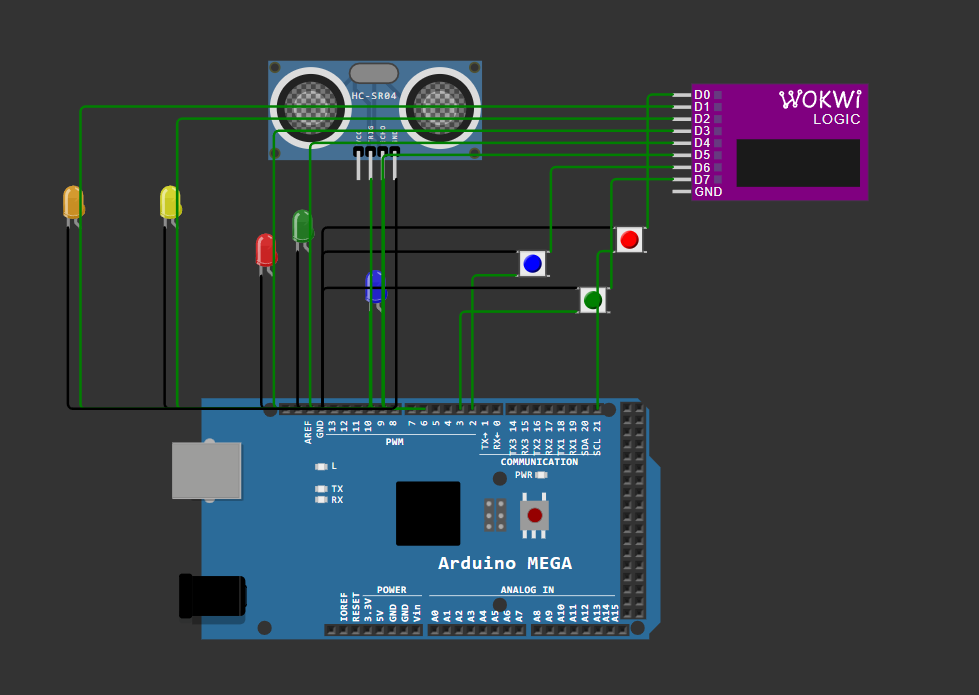 HC-SR04
VCC
TRIG
ECHO
GND
D0
D1
D2
D3
D4
D5
D6
D7
GND
WOKWi
LOGIC
AREF
GND
13
12
11
10
9
8
7
6
5
4
3
2
TX→ 1
RX← 0
TX3 14
RX3 15
TX2 16
RX2 17
TX1 18
RX1 19
SDA 20
SCL 21
PWM
COMMUNICATION
L
PWR
TX
RX
Arduino MEGA
POWER
ANALOG IN
IOREF
RESET
3.3V
5V
GND
GND
Vin
A0
A1
A2
A3
A4
A5
A6
A7
A8
A9
A10
A11
A12
A13
A14
A15